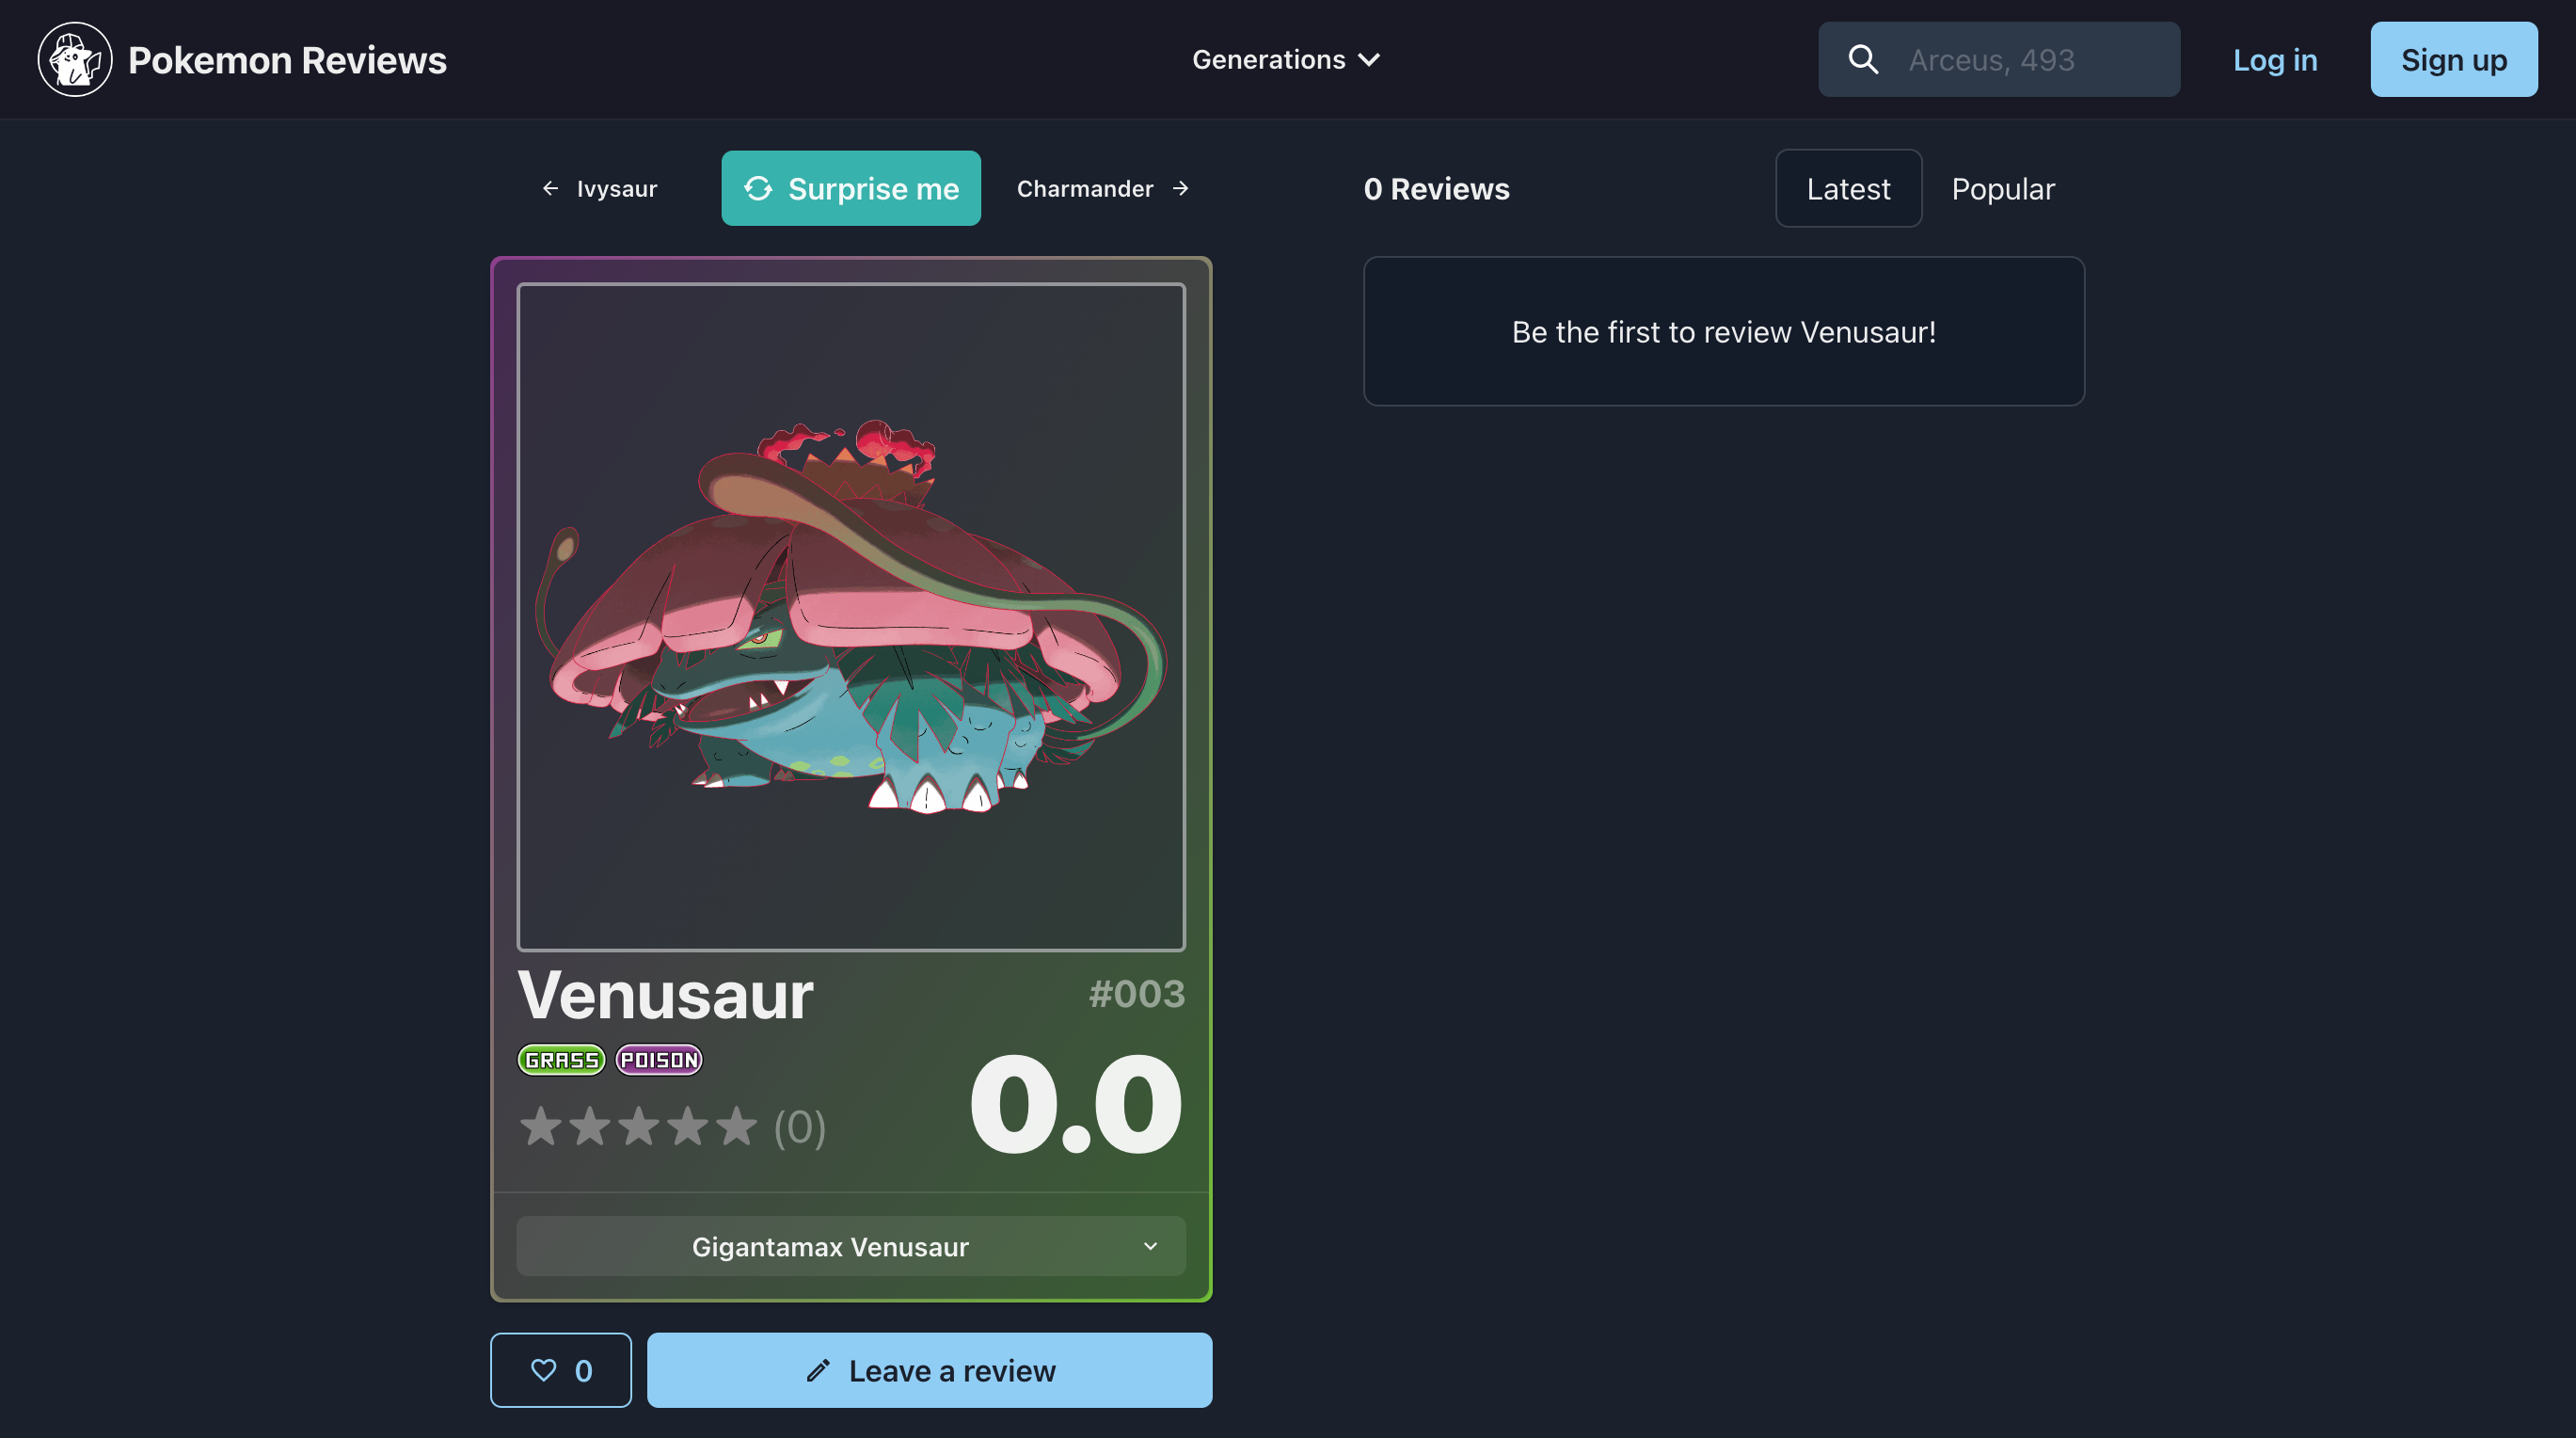 Pokemon Reviews
Generations
Arceus, 493
Log in
Sign up
Ivysaur
Surprise me
Charmander
0 Reviews
Latest
Popular
Be the first to review Venusaur!
Venusaur
#003
GRASS
POISON
(0)
0.0
Gigantamax Venusaur
0
Leave a review